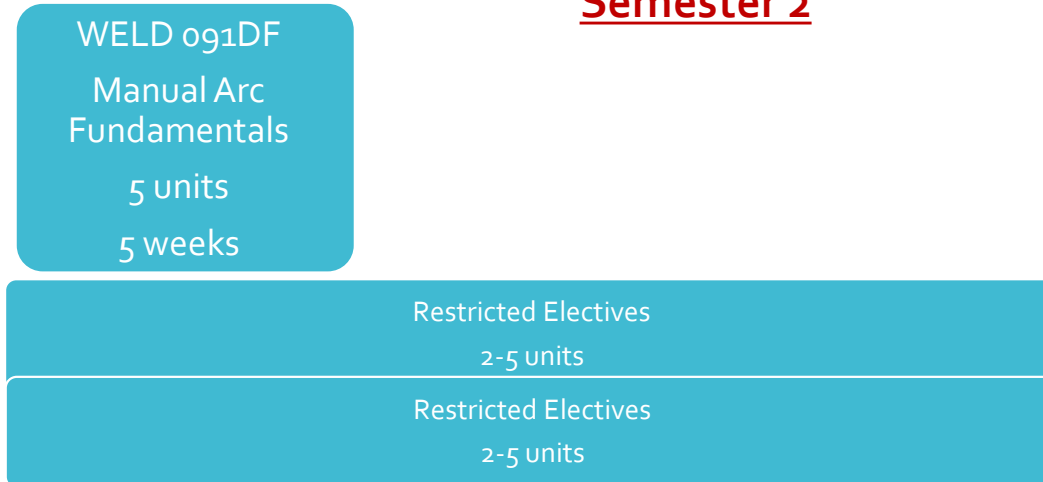 Semester 2
WELD 091DF
Manual Arc
Fundamentals
5 units
5 weeks
Restricted Electives
2-5 units
Restricted Electives
2-5 units